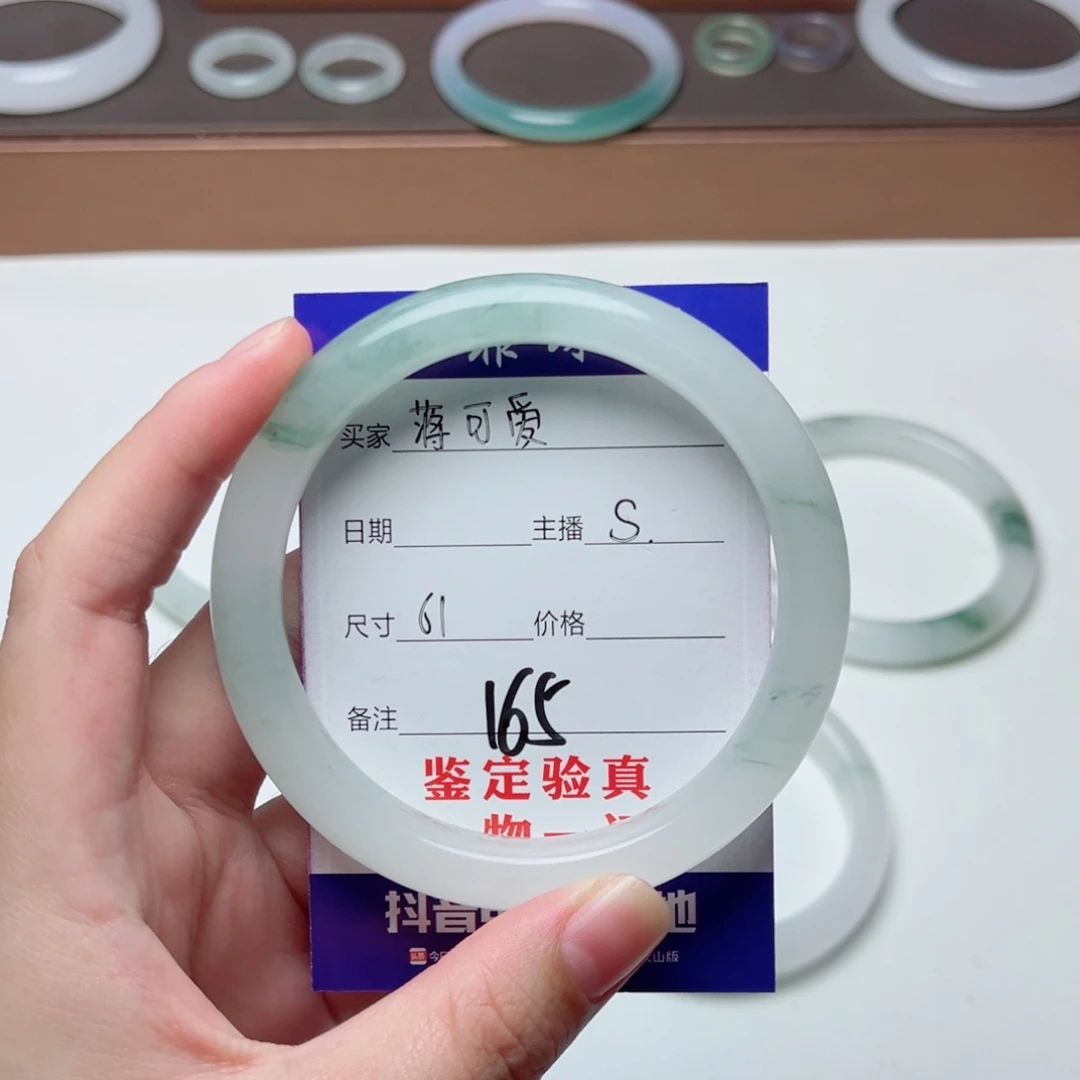 买家 蒋可爱
日期 主播 S.
尺寸 61 价格
备注 165
鉴定验真
抖音